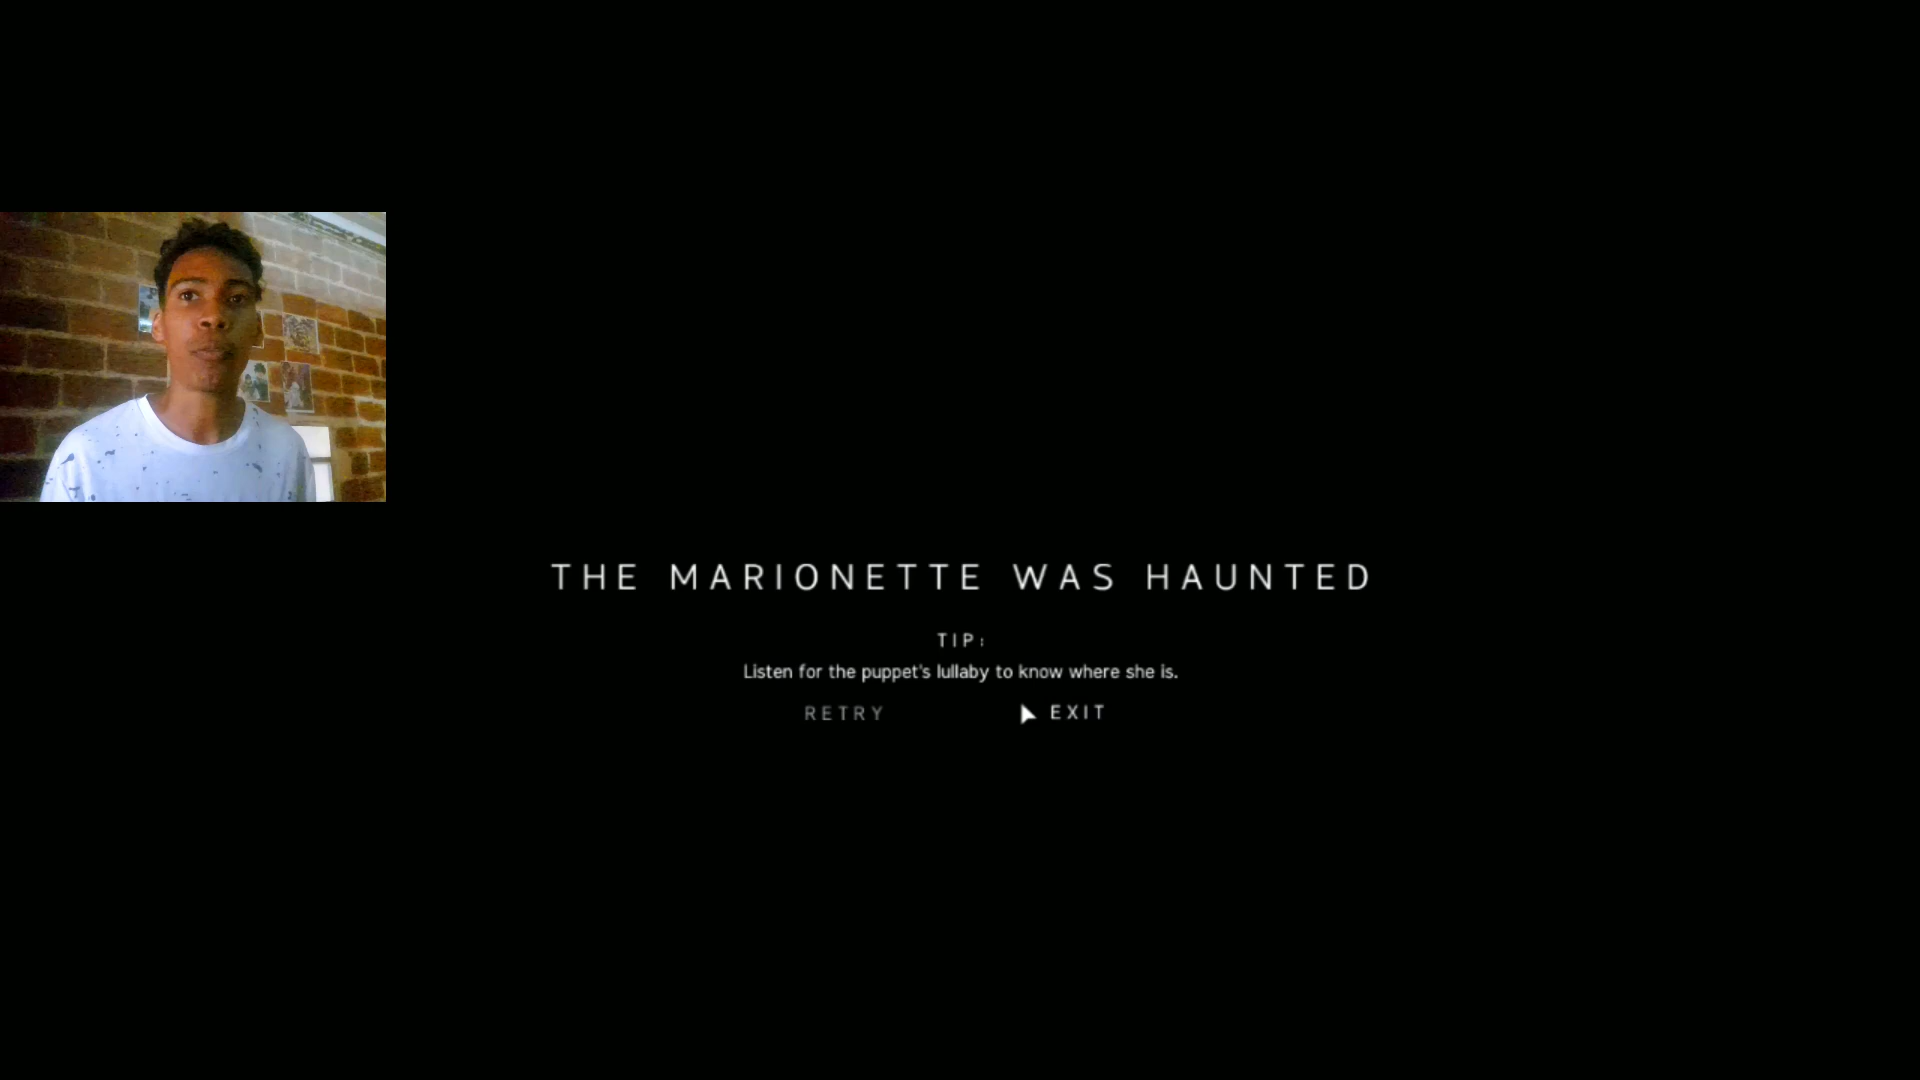 THE MARIONETTE WAS HAUNTED
TIP:
Listen for the puppet's lullaby to know where she is.
RETRY EXIT